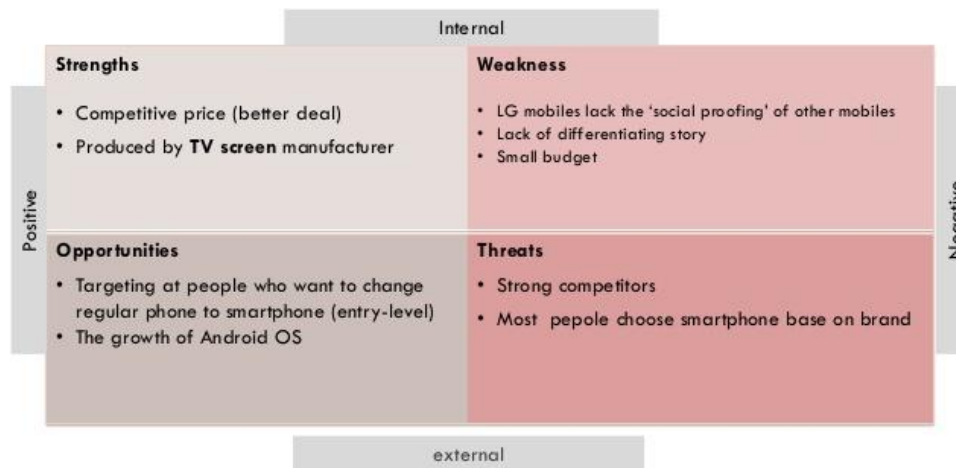 Internal
Strengths
• Competitive price (better deal)
• Produced by TV screen manufacturer
Weakness
• LG mobiles lack the ‘social proofing’ of other mobiles
• Lack of differentiating story
• Small budget
Positive
Negative
Opportunities
• Targeting at people who want to change
regular phone to smartphone (entry-level)
• The growth of Android OS
Threats
• Strong competitors
• Most pepole choose smartphone base on brand
external